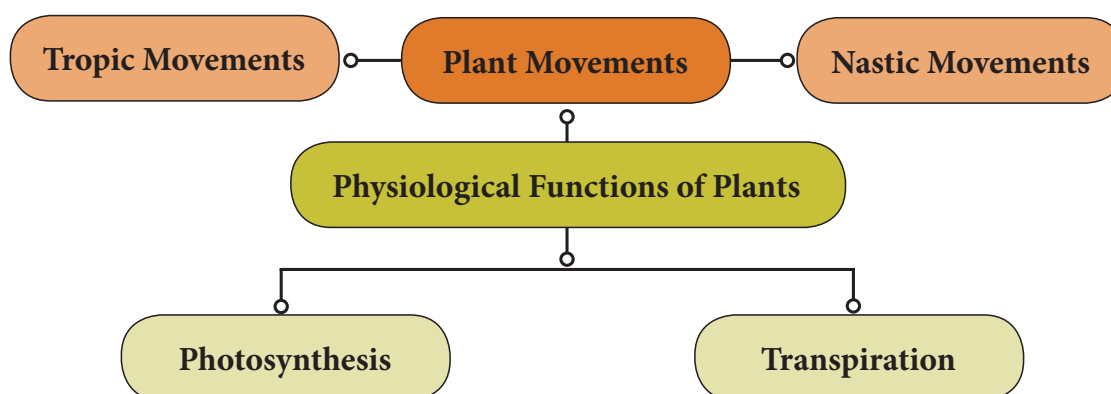 Tropic Movements
Plant Movements
Nastic Movements
Physiological Functions of Plants
Photosynthesis
Transpiration